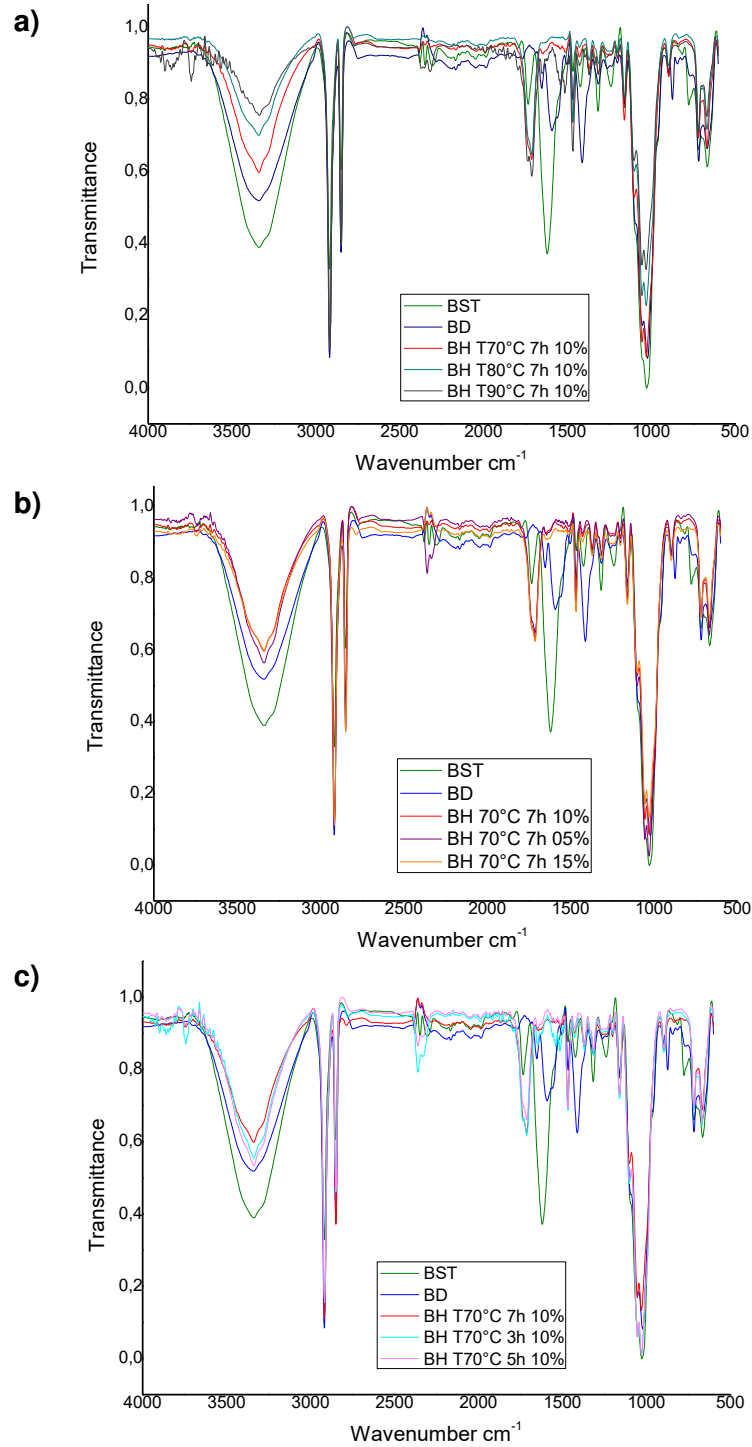 a)
1,0
0,8
0,6
0,4
0,2
0,0
Transmittance
BST
BD
BH T70°C 7h 10%
BH T80°C 7h 10%
BH T90°C 7h 10%
4000 3500 3000 2500 2000 1500 1000 500
Wavenumber cm⁻¹
b)
1,0
0,8
0,6
0,4
0,2
0,0
Transmittance
BST
BD
BH 70°C 7h 10%
BH 70°C 7h 05%
BH 70°C 7h 15%
4000 3500 3000 2500 2000 1500 1000 500
Wavenumber cm⁻¹
c)
1,0
0,8
0,6
0,4
0,2
0,0
Transmittance
BST
BD
BH T70°C 7h 10%
BH T70°C 3h 10%
BH T70°C 5h 10%
4000 3500 3000 2500 2000 1500 1000 500
Wavenumber cm⁻¹